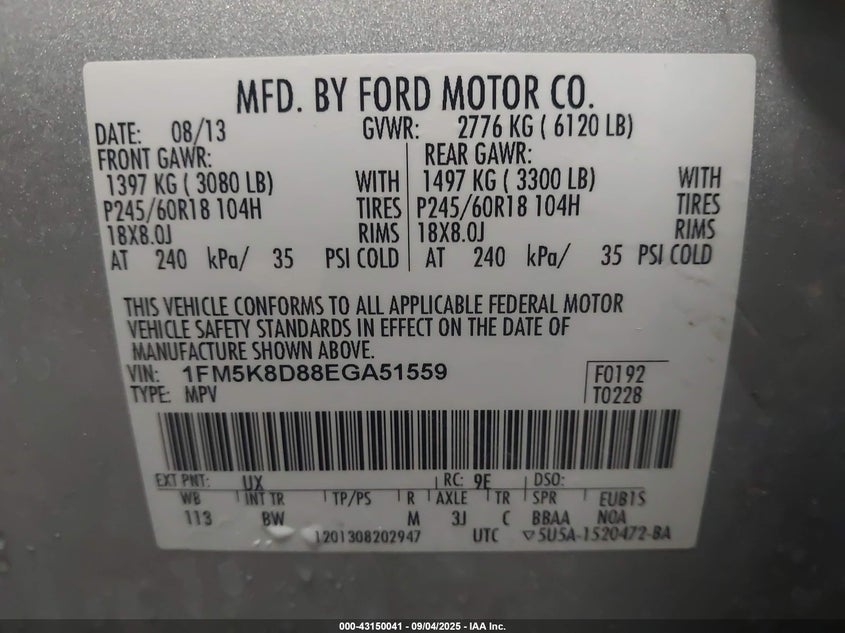 MFD. BY FORD MOTOR CO.
DATE: 08/13 GVWR: 2776 KG ( 6120 LB)
FRONT GAWR: REAR GAWR:
1397 KG ( 3080 LB) WITH 1497 KG ( 3300 LB) WITH
P245/60R18 104H TIRES P245/60R18 104H TIRES
18X8.0J RIMS 18X8.0J RIMS
AT 240 kPa/ 35 PSI COLD AT 240 kPa/ 35 PSI COLD
THIS VEHICLE CONFORMS TO ALL APPLICABLE FEDERAL MOTOR
VEHICLE SAFETY STANDARDS IN EFFECT ON THE DATE OF
MANUFACTURE SHOWN ABOVE.
VIN: 1FM5K8D88EGA51559 F0192
TYPE: MPV T0228
EXT PNT: UX RC: 9E DSO:
WB INT TR TP/PS R AXLE TR SPR EUB1S
113 BW M 3J C BBAA NOA
1201308202947 UTC ▽5U5A-1520472-BA
000-43150041 - 09/04/2025 - IAA Inc.